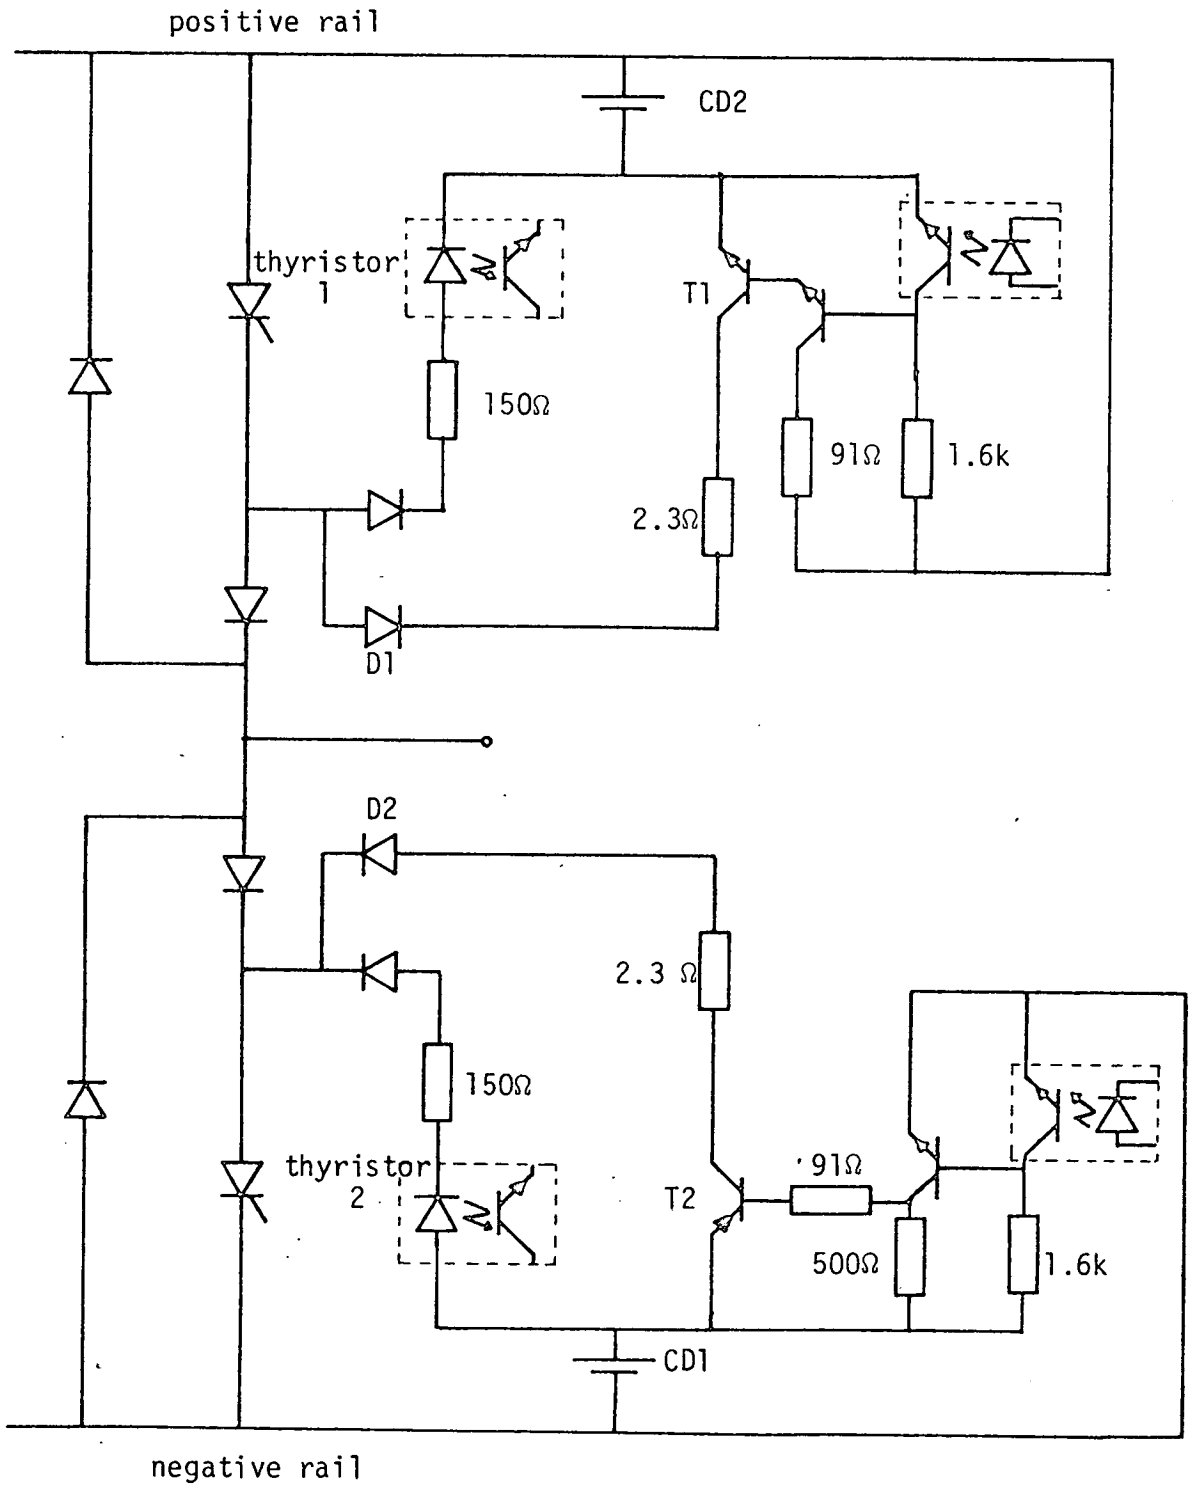 positive rail
CD2
thyristor
1
T1
150Ω
91Ω
1.6k
2.3Ω
D1
D2
2.3 Ω
150Ω
thyristor
2
T2
91Ω
500Ω
1.6k
CD1
negative rail